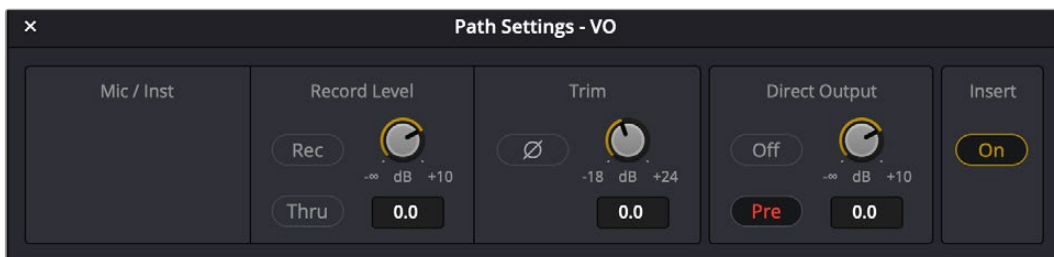 × Path Settings - VO
Mic / Inst Record Level Trim Direct Output Insert
Rec Ø Off On
-∞ dB +10 -18 dB +24 -∞ dB +10
Thru 0.0 0.0 Pre 0.0